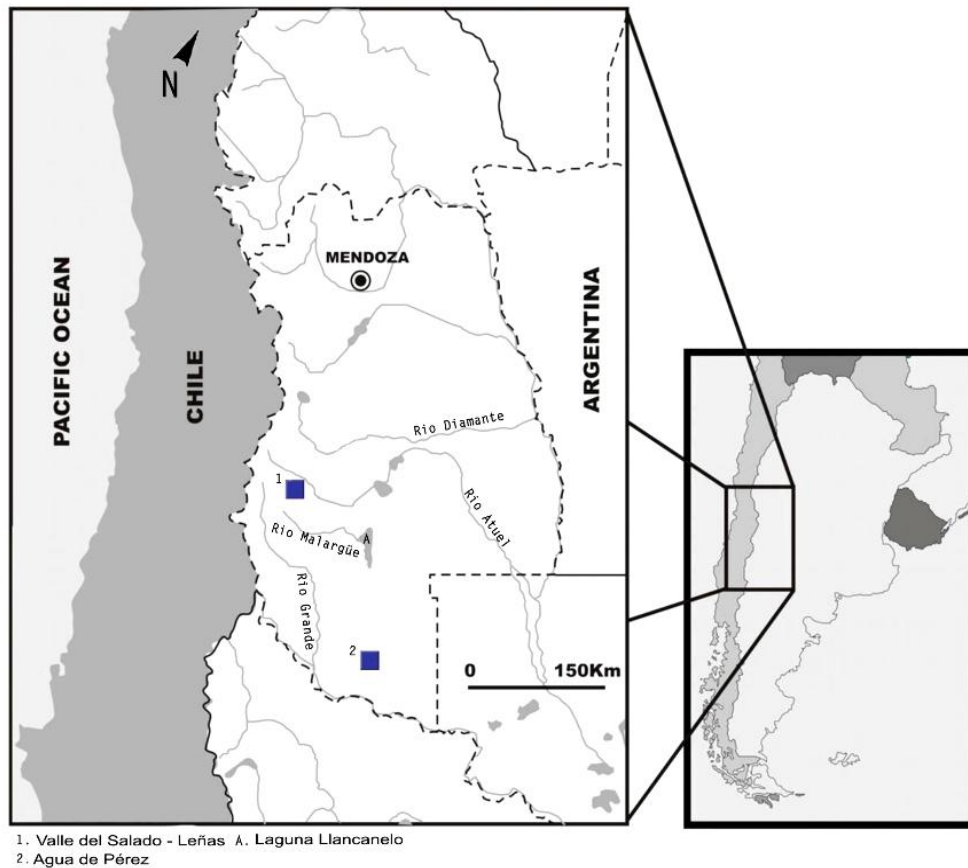 N
PACIFIC OCEAN
CHILE
MENDOZA
ARGENTINA
Rio Diamante
1
Rio Atuel
Rio Malargüe
A
Rio Grande
2
0 150Km
1. Valle del Salado - Leñas A. Laguna Llancanelo
2. Agua de Pérez